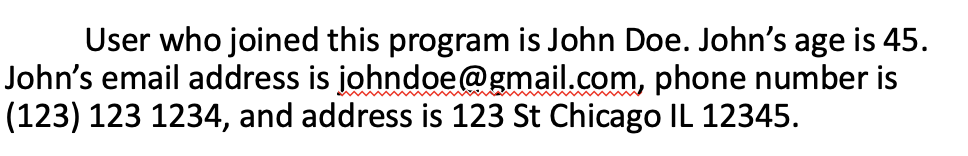 User who joined this program is John Doe. John’s age is 45.
John’s email address is johndoe@gmail.com, phone number is
(123) 123 1234, and address is 123 St Chicago IL 12345.